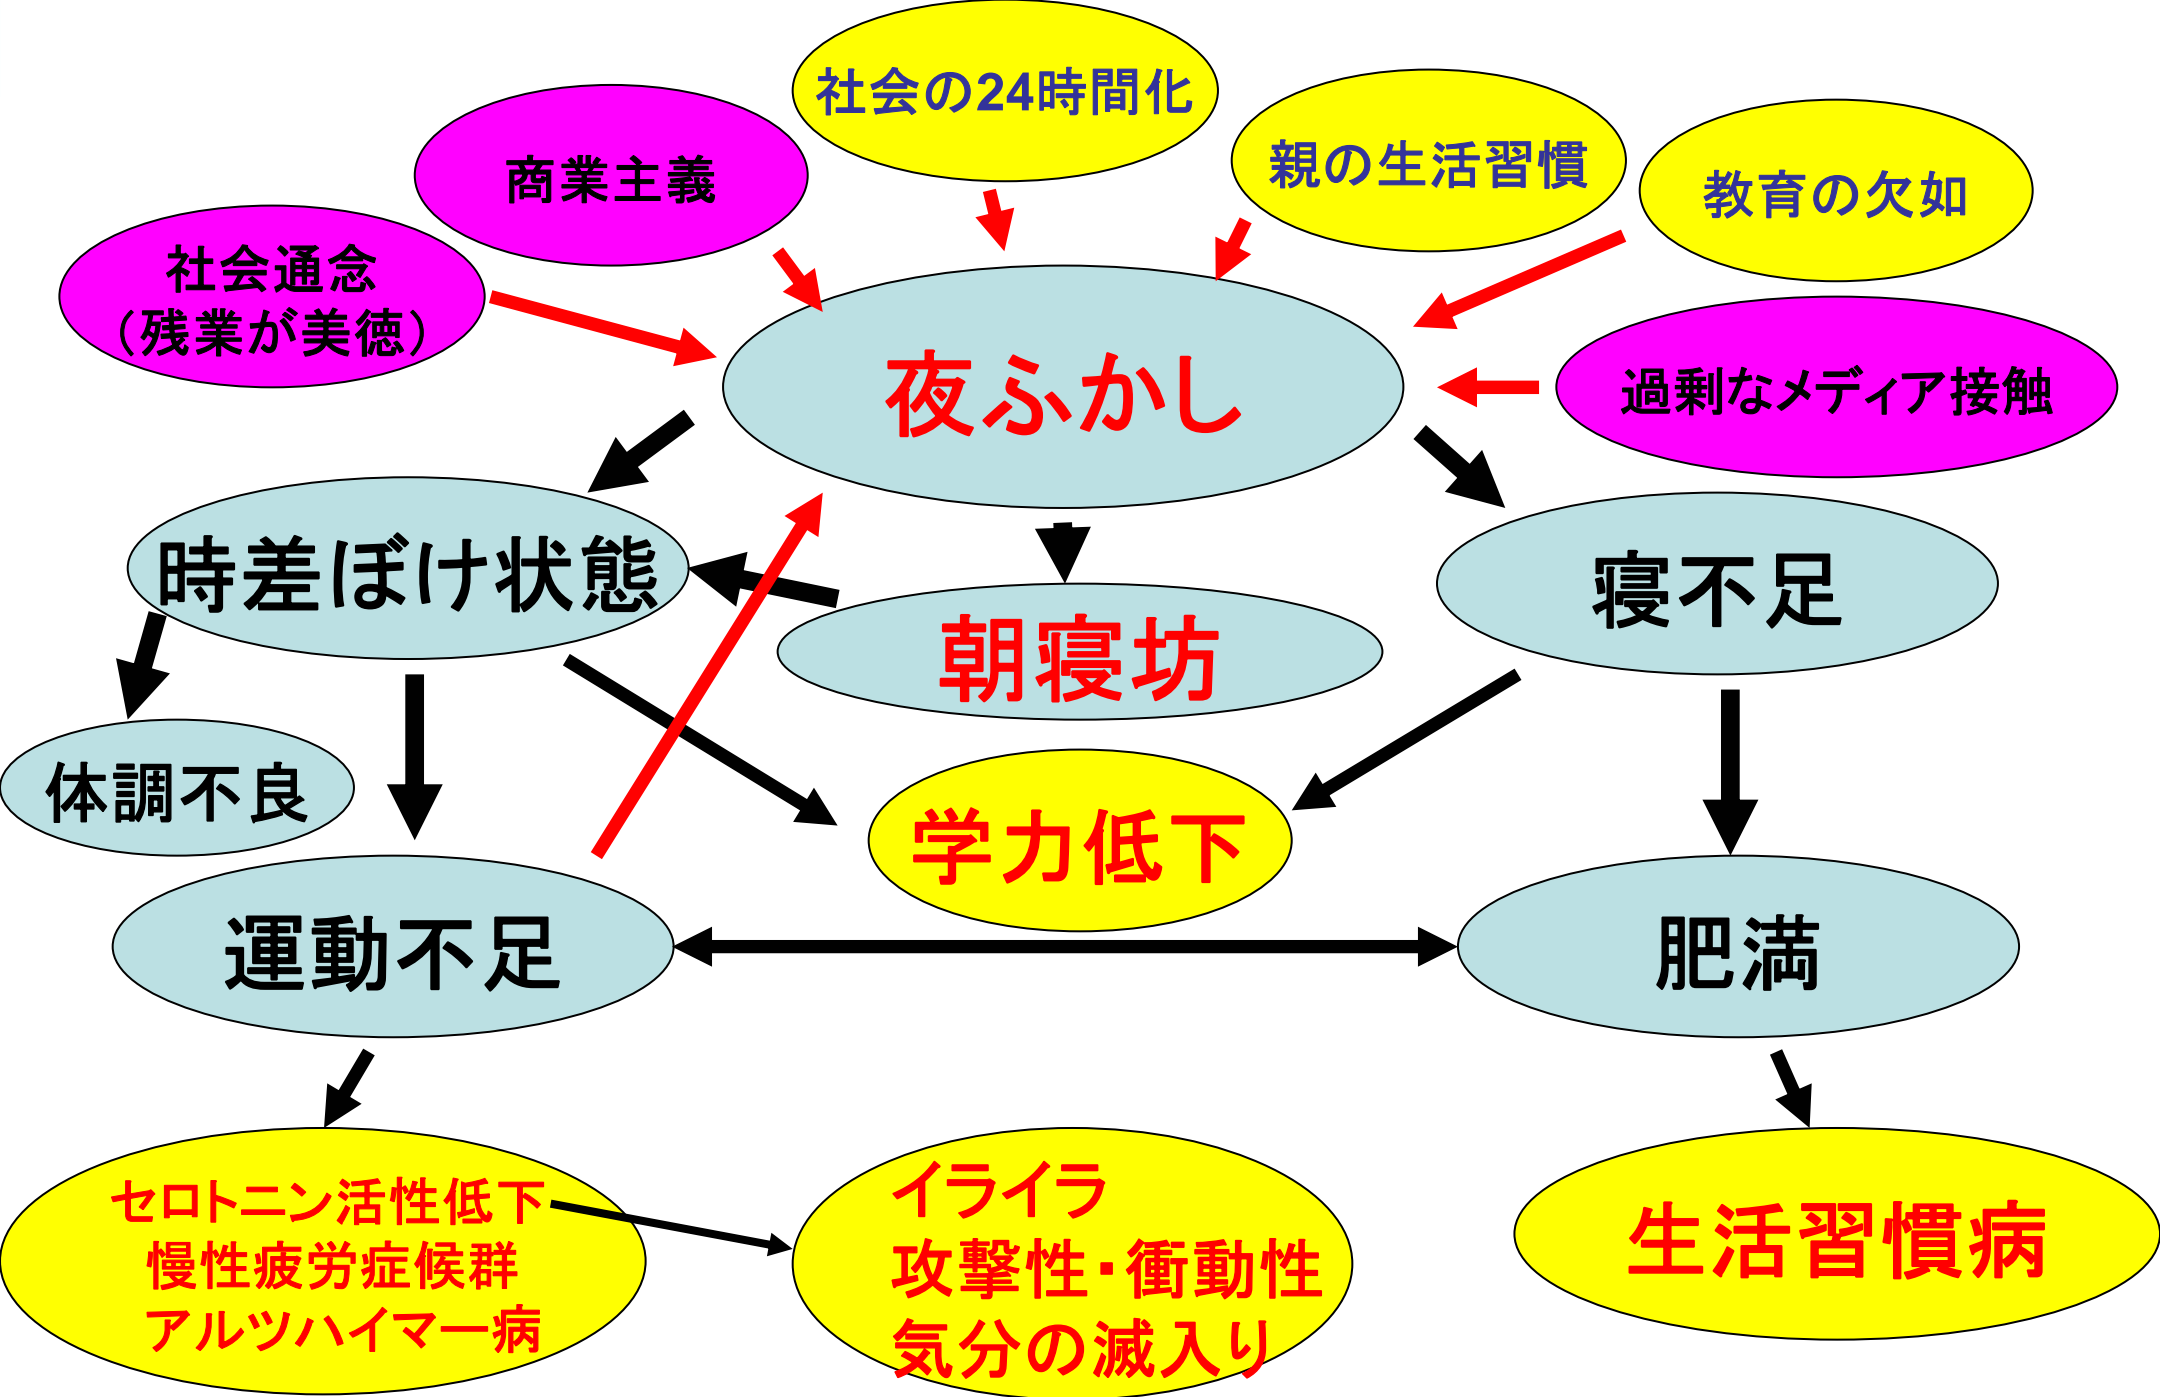 社会の24時間化
親の生活習慣
商業主義
教育の欠如
社会通念
（残業が美徳）
過剰なメディア接触
夜ふかし
時差ぼけ状態
寝不足
朝寝坊
体調不良
学力低下
運動不足
肥満
セロトニン活性低下
慢性疲労症候群
アルツハイマー病
イライラ
攻撃性・衝動性
気分の滅入り
生活習慣病